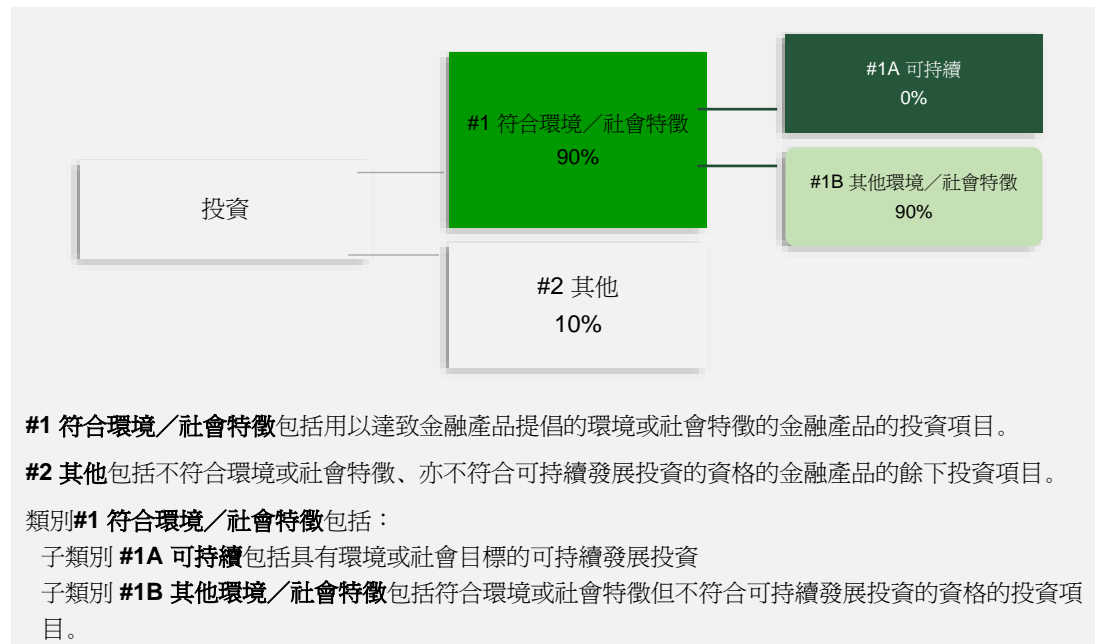 投資
#1 符合環境／社會特徵
90%
#2 其他
10%
#1A 可持續
0%
#1B 其他環境／社會特徵
90%
#1 符合環境／社會特徵包括用以達致金融產品提倡的環境或社會特徵的金融產品的投資項目。
#2 其他包括不符合環境或社會特徵、亦不符合可持續發展投資的資格的金融產品的餘下投資項目。
類別#1 符合環境／社會特徵包括：
子類別 #1A 可持續包括具有環境或社會目標的可持續發展投資
子類別 #1B 其他環境／社會特徵包括符合環境或社會特徵但不符合可持續發展投資的資格的投資項
目。